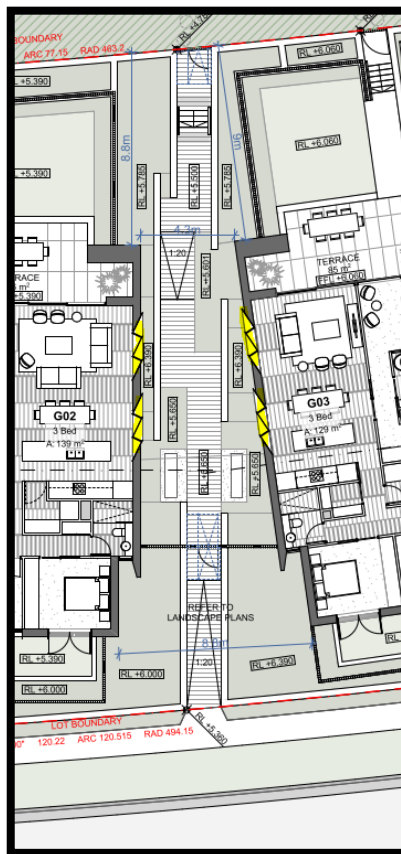 RL +4.78
BOUNDARY
ARC 77.15 RAD 463.2
RL +6.060
RL +5.390
8.8m
9m
RL +5.785
RL +5.500
RL +5.785
RL +6.060
RL +5.390
4.3m
1:20
RL +5.601
TERRACE
85 m²
FFL +6.060
RACE
m²
+5.390
RL +6.390
RL +6.390
G02
3 Bed
A: 139 m²
G03
3 Bed
A: 129 m²
RL +5.650
RL +5.650
RL +5.650
REFER TO
LANDSCAPE PLANS
8.0m
1:20
RL +5.390
RL +6.000
RL +6.000
RL +6.390
RL +5.360
LOT BOUNDARY
00" 120.22 ARC 120.515 RAD 494.15